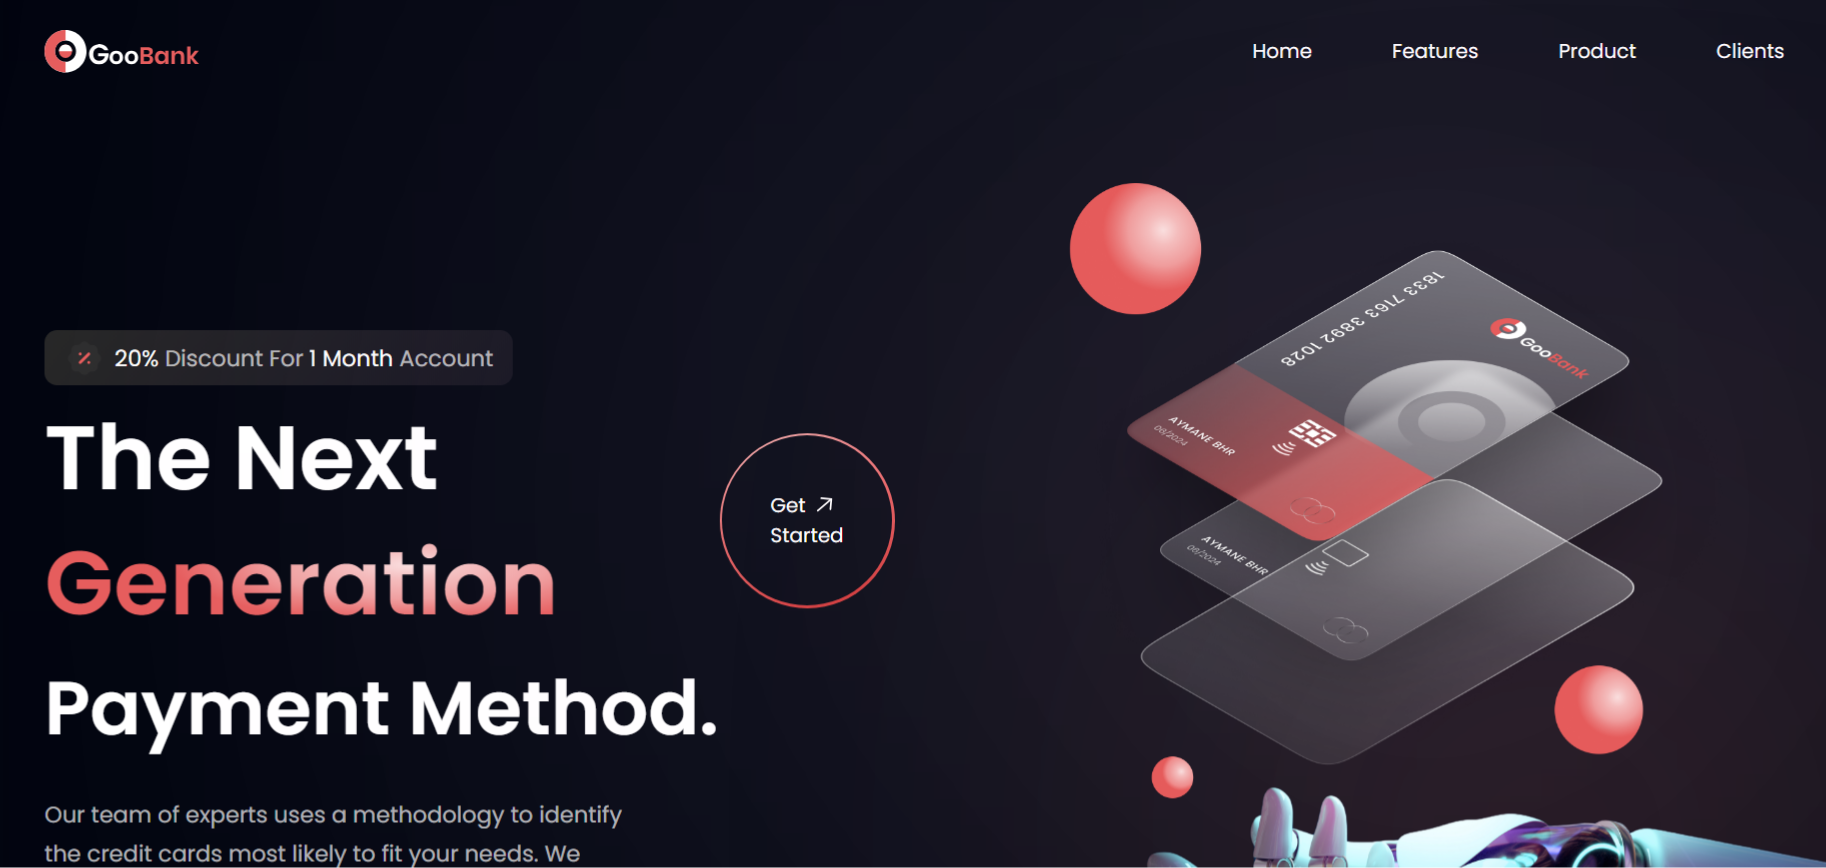 GooBank
Home
Features
Product
Clients
20% Discount For 1 Month Account
The Next
Generation
Payment Method.
Get
Started
Our team of experts uses a methodology to identify
the credit cards most likely to fit your needs. We
1833 7163 3892 1028
GooBank
AYMANE BHR
06/2024
AYMANE BHR
06/2024